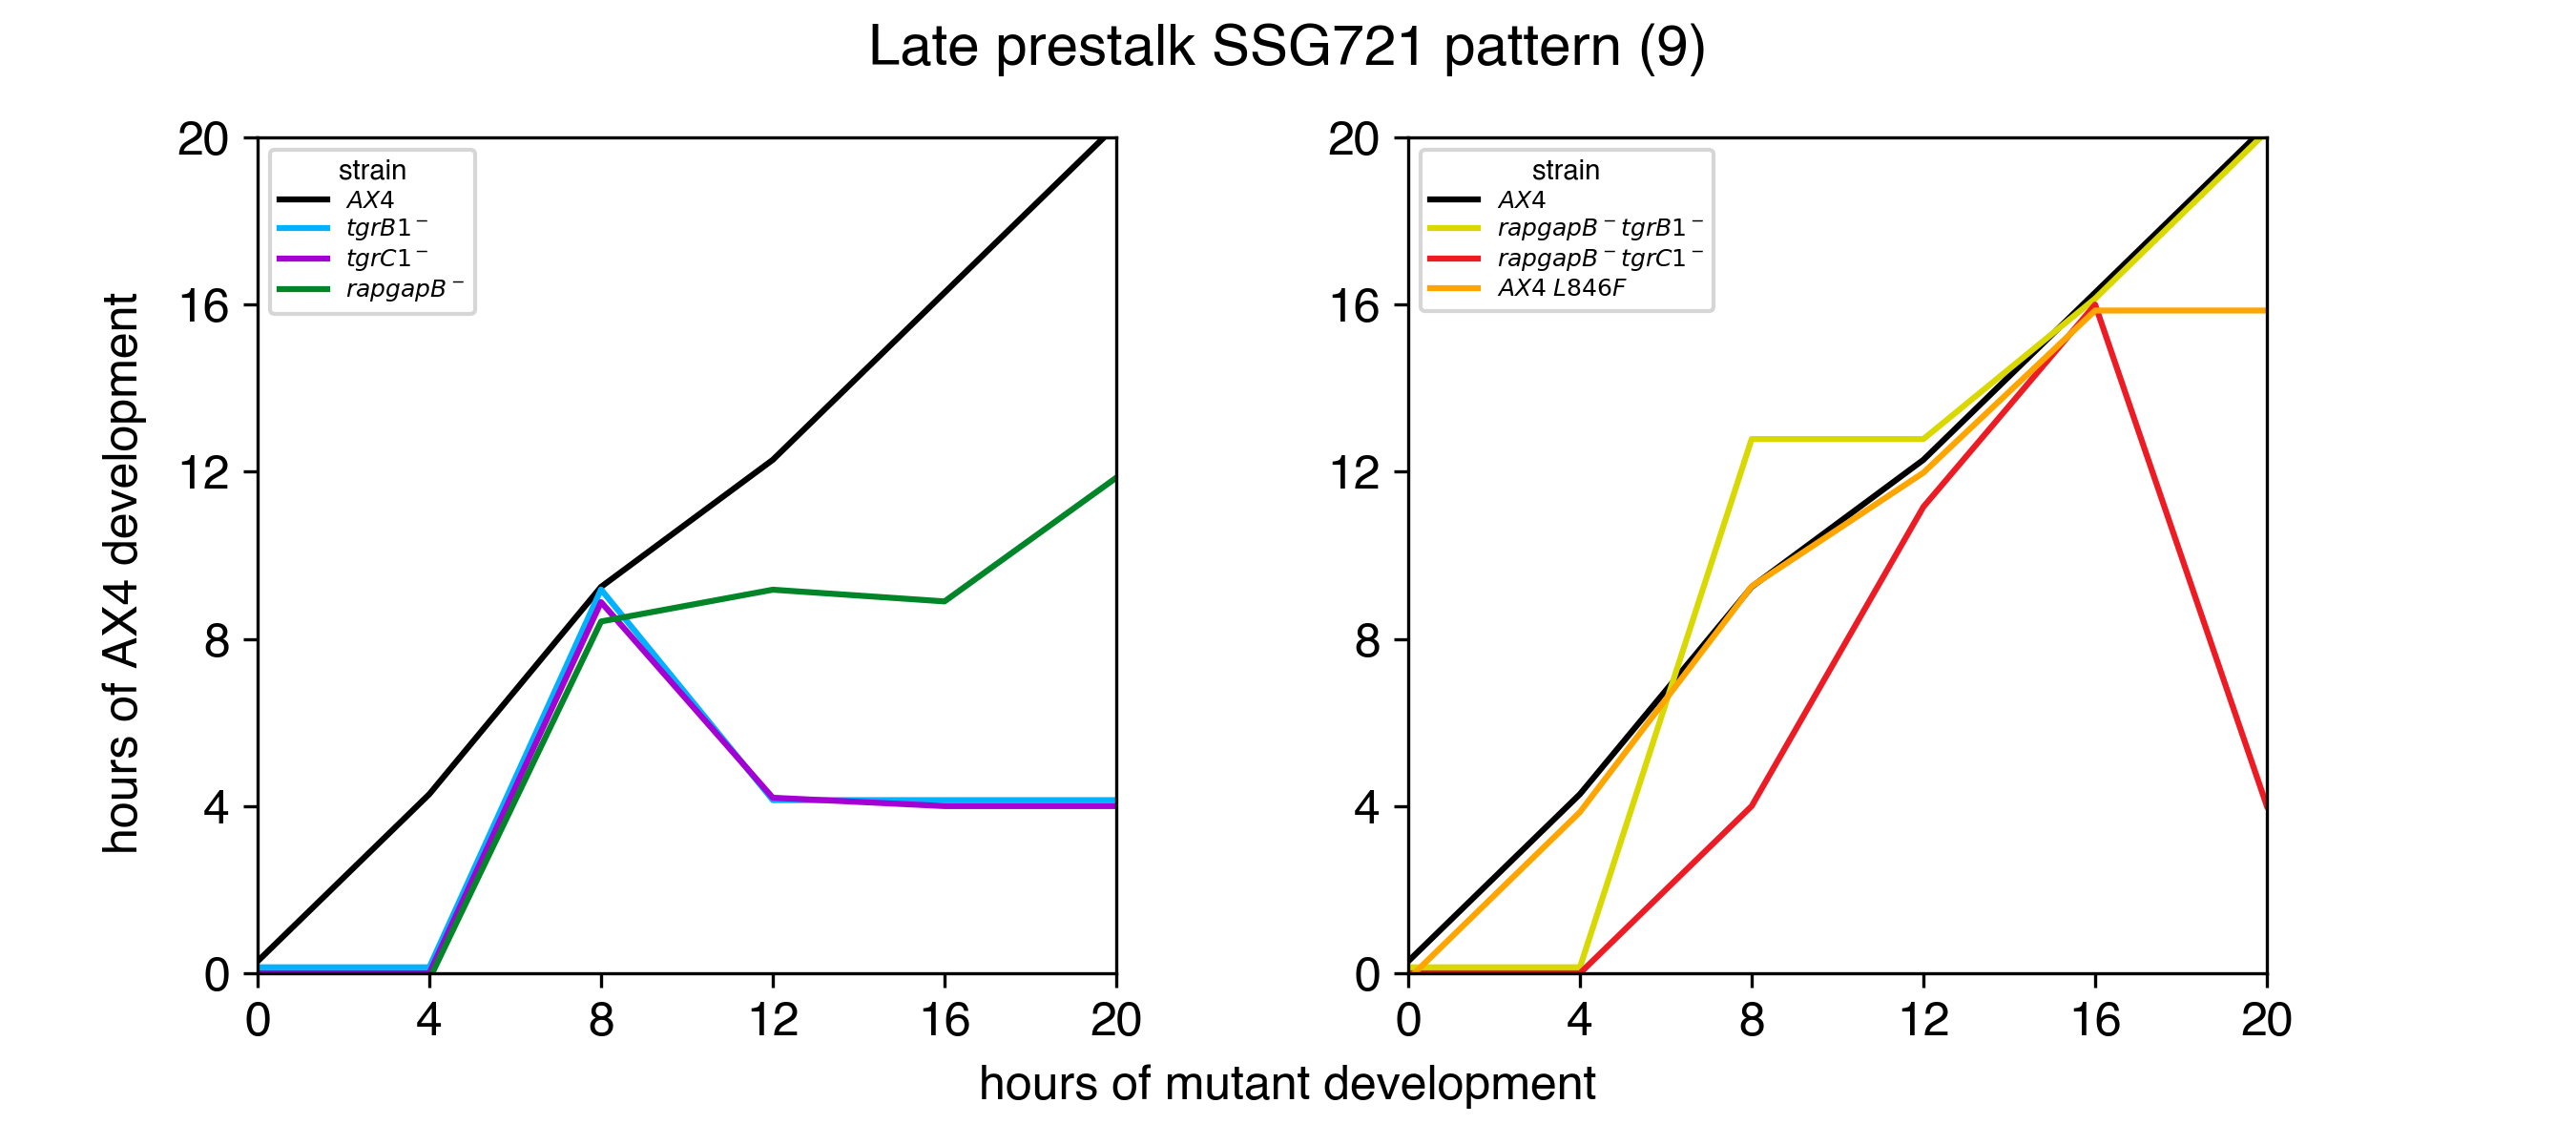 Late prestalk SSG721 pattern (9)
hours of AX4 development
20
16
12
8
4
0
strain
AX4
tgrB1⁻
tgrC1⁻
rapgapB⁻
0 4 8 12 16 20
20
16
12
8
4
0
strain
AX4
rapgapB⁻tgrB1⁻
rapgapB⁻tgrC1⁻
AX4 L846F
0 4 8 12 16 20
hours of mutant development